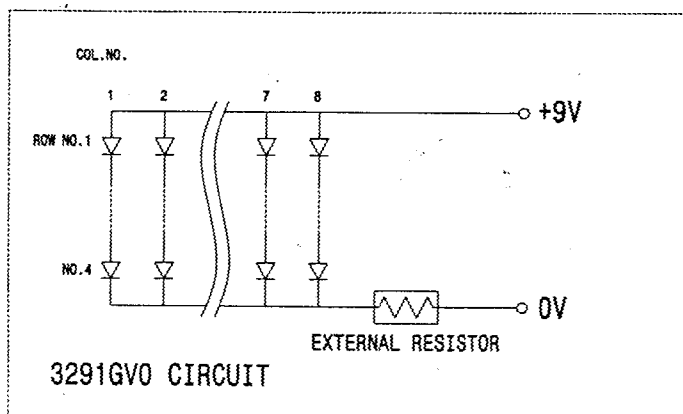 COL.NO.
1 2 7 8
+9V
ROW NO.1
NO.4
0V
EXTERNAL RESISTOR
3291GVO CIRCUIT